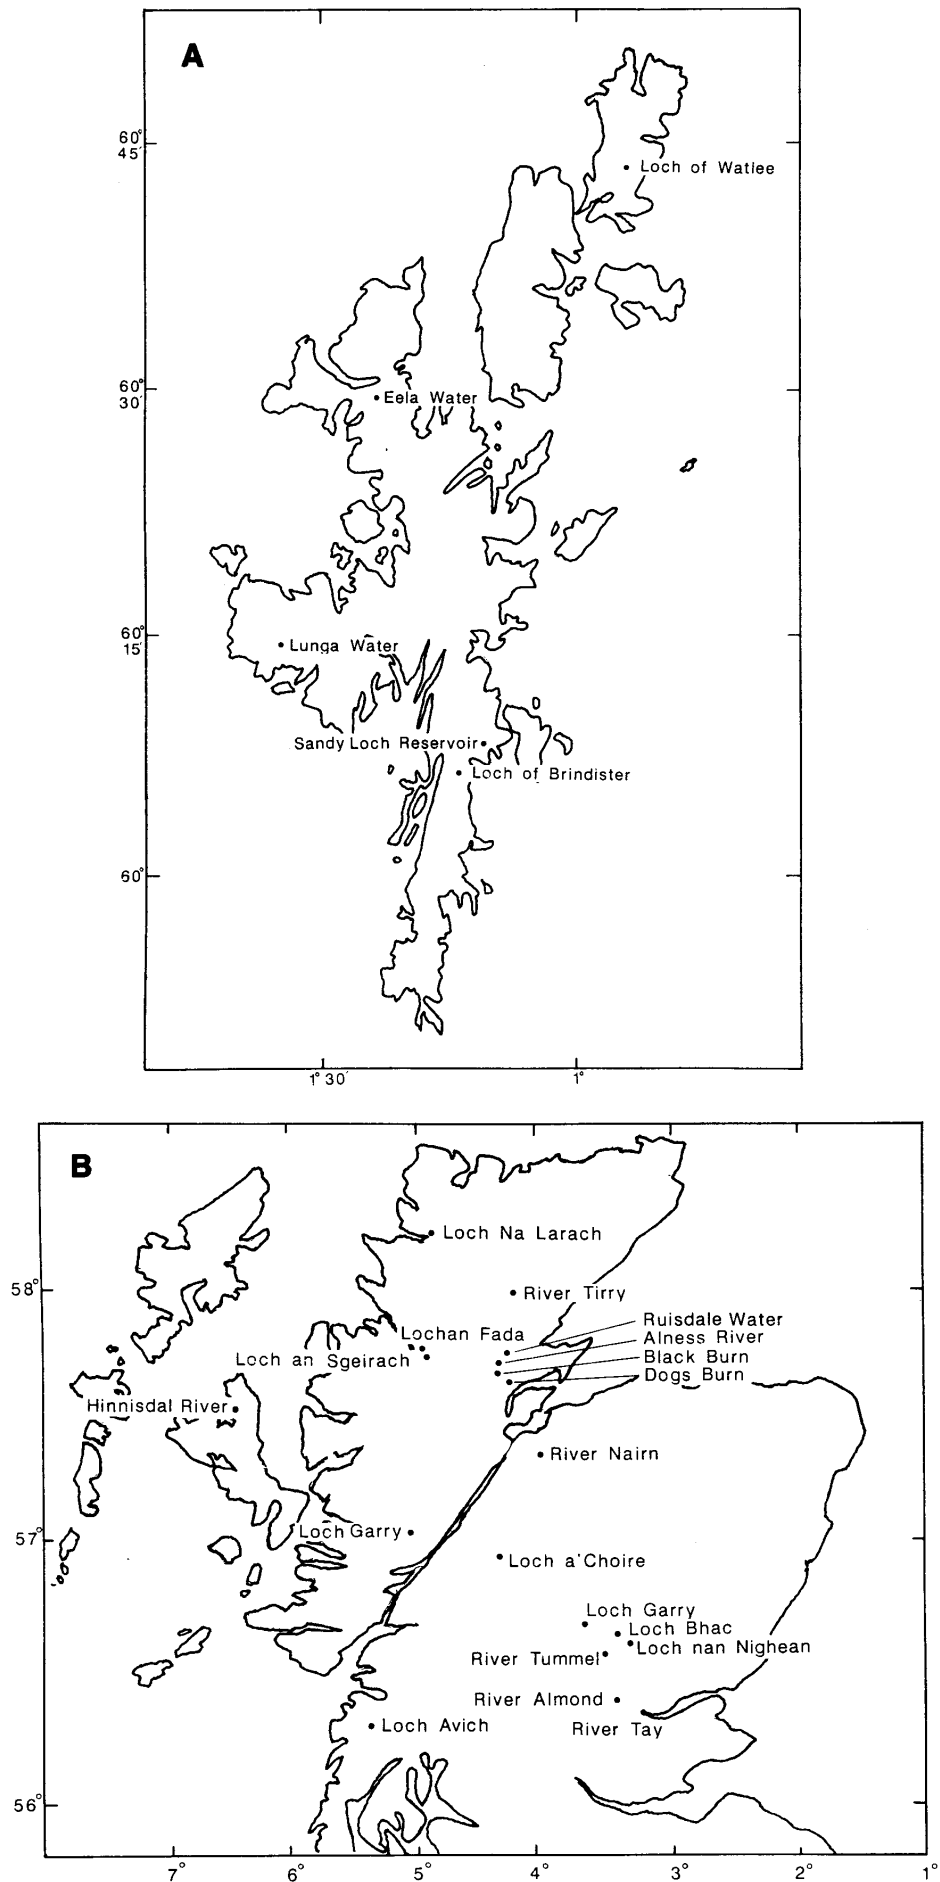 A
60°
45′
Loch of Watlee
60°
30′
Eela Water
60°
15′
Lunga Water
Sandy Loch Reservoir
Loch of Brindister
60°
1° 30′
1°
B
Loch Na Larach
58°
River Tirry
Ruisdale Water
Lochan Fada
Alness River
Loch an Sgeirach
Black Burn
Dogs Burn
Hinnisdal River
River Nairn
Loch Garry
57°
Loch a'Choire
Loch Garry
Loch Bhac
Loch nan Nighean
River Tummel
River Almond
Loch Avich
River Tay
56°
7°
6°
5°
4°
3°
2°
1°